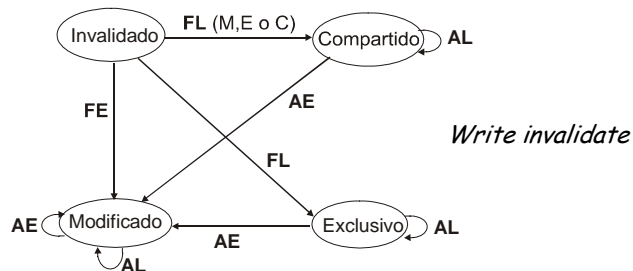 Invalidado
FL (M,E o C)
Compartido
AL
FE
AE
Write invalidate
FL
AE
Modificado
AE
Exclusivo
AL
AL